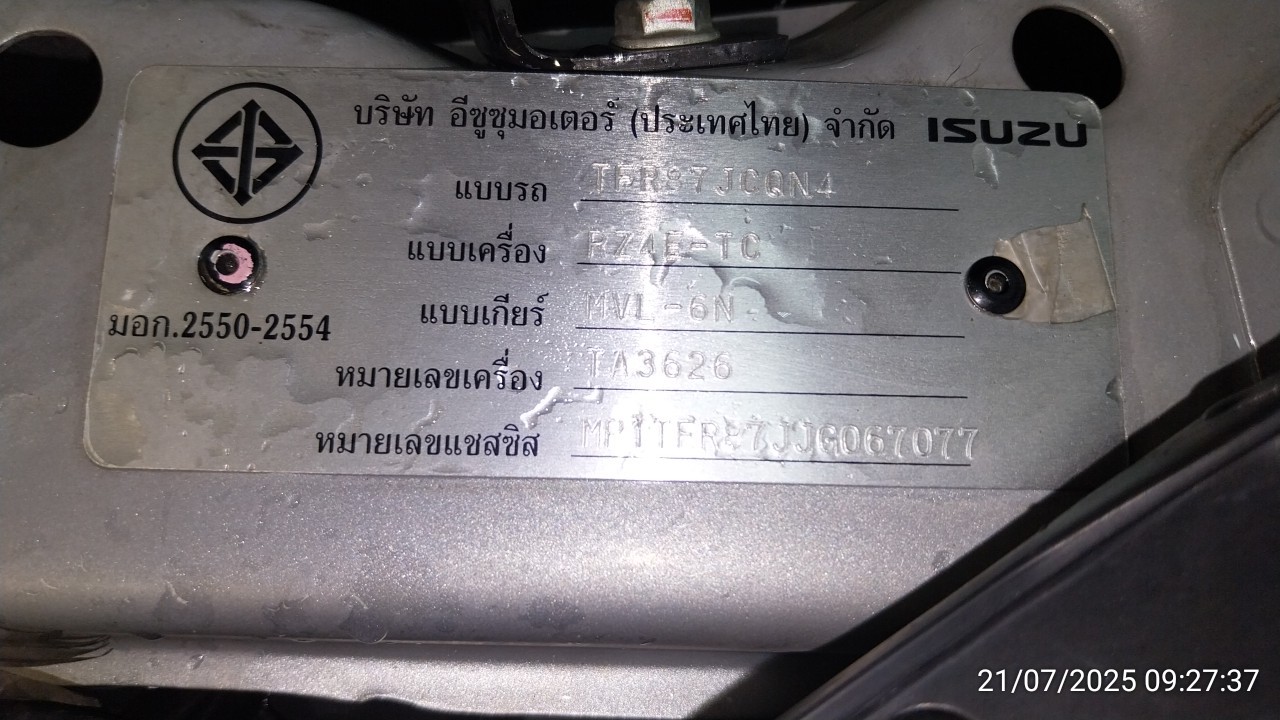 บริษัท อีซูซุมอเตอร์ (ประเทศไทย) จำกัด ISUZU
แบบรถ TFR87JCQN4
แบบเครื่อง RZ4E-TC
แบบเกียร์ MVL-6N
มอก.2550-2554
หมายเลขเครื่อง TA3626
หมายเลขแชสซิส MP1TFR87JJG067077
21/07/2025 09:27:37